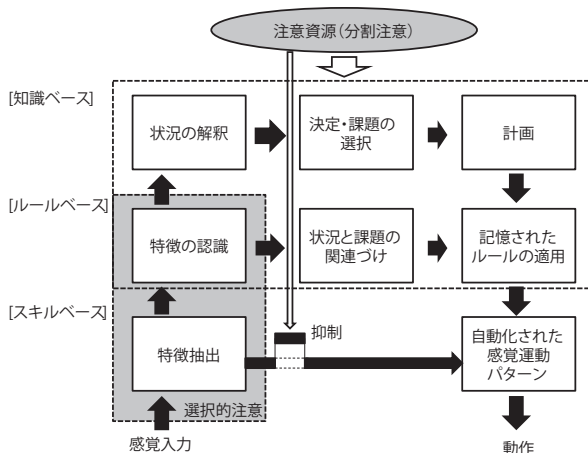 注意資源（分割注意）
[知識ベース]
状況の解釈
決定・課題の
選択
計画
[ルールベース]
特徴の認識
状況と課題の
関連づけ
記憶された
ルールの適用
[スキルベース]
抑制
特徴抽出
自動化された
感覚運動
パターン
選択的注意
感覚入力
動作